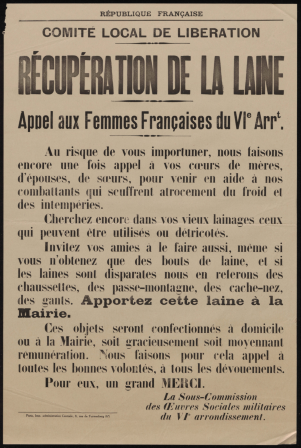 RÉPUBLIQUE FRANÇAISE
COMITÉ LOCAL DE LIBERATION
RÉCUPÉRATION DE LA LAINE
Appel aux Femmes Françaises du VIe Arrt.
Au risque de vous importuner, nous faisons
encore une fois appel à vos cœurs de mères,
d'épouses, de sœurs, pour venir en aide à nos
combattants qui scuffrent atrocement du froid et
des intempéries.
Cherchez encore dans vos vieux lainages ceux
qui peuvent être utilisés ou détricotés.
Invitez vos amies à le faire aussi, même si
vous n'obtenez que des bouts de laine, et si
les laines sont disparates nous en referons des
chaussettes, des passe-montagne, des cache-nez,
des gants. Apportez cette laine à la
Mairie.
Ces objets seront confectionnés à domicile
ou à la Mairie, soit gracieusement soit moyennant
rémunération. Nous faisons pour cela appel à
toutes les bonnes volontés, à tous les dévouements.
Pour eux, un grand MERCI.
La Sous-Commission
des Œuvres Sociales militaires
du VIe arrondissement.